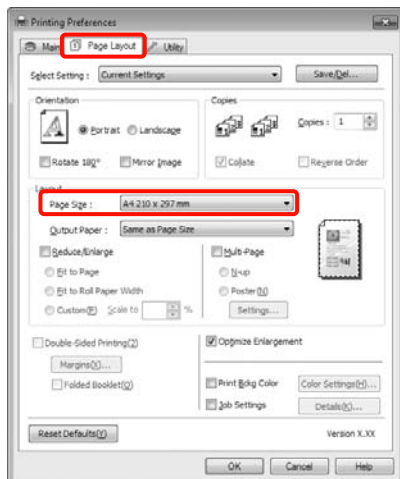 Printing Preferences
Main Page Layout Utility
Select Setting : Current Settings Save/Del...
Orientation Copies
Portrait Landscape Copies : 1
Rotate 180° Mirror Image Collate Reverse Order
Layout
Page Size : A4 210 x 297 mm
Output Paper : Same as Page Size
Reduce/Enlarge Multi-Page
Fit to Page N-up
Fit to Roll Paper Width Poster(N)
Custom(F) Scale to % Settings...
Double-Sided Printing(2) Optimize Enlargement
Margins(X)...
Folded Booklet(Q) Print Bckg Color Color Settings(H)...
Job Settings Details(K)...
Reset Defaults(Y) Version X.XX
OK Cancel Help